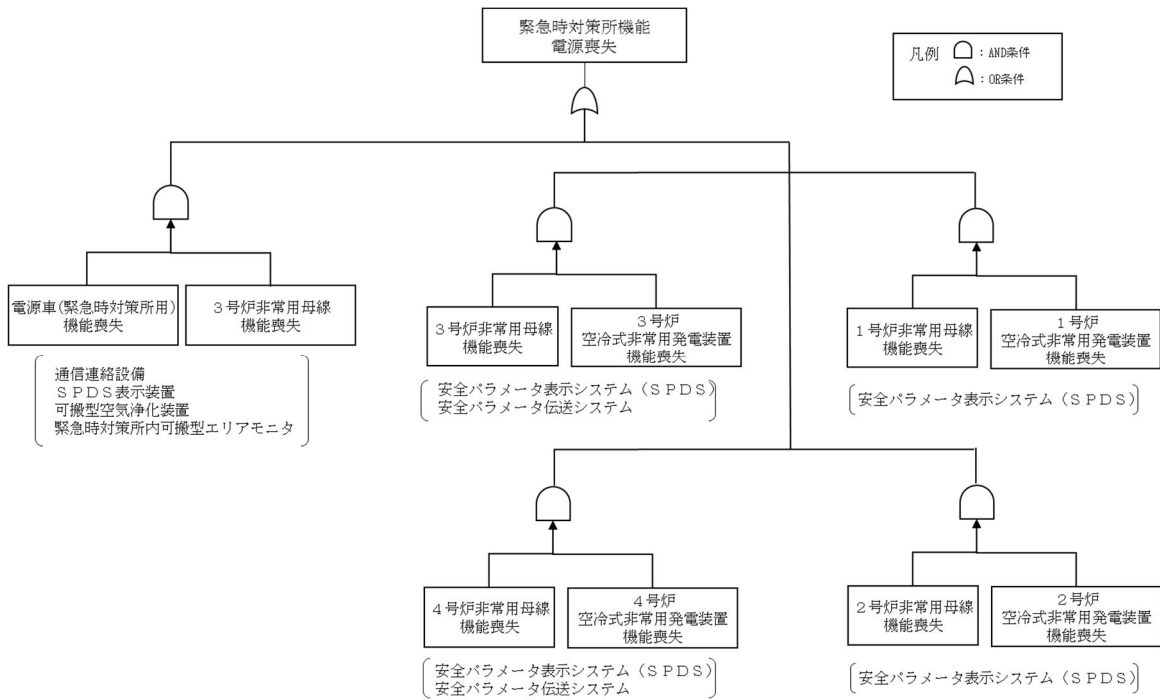 緊急時対策所機能
電源喪失
凡例
：AND条件
：OR条件
電源車(緊急時対策所用)
機能喪失
３号炉非常用母線
機能喪失
通信連絡設備
ＳＰＤＳ表示装置
可搬型空気浄化装置
緊急時対策所内可搬型エリアモニタ
３号炉非常用母線
機能喪失
３号炉
空冷式非常用発電装置
機能喪失
安全パラメータ表示システム（ＳＰＤＳ）
安全パラメータ伝送システム
１号炉非常用母線
機能喪失
１号炉
空冷式非常用発電装置
機能喪失
安全パラメータ表示システム（ＳＰＤＳ）
４号炉非常用母線
機能喪失
４号炉
空冷式非常用発電装置
機能喪失
安全パラメータ表示システム（ＳＰＤＳ）
安全パラメータ伝送システム
２号炉非常用母線
機能喪失
２号炉
空冷式非常用発電装置
機能喪失
安全パラメータ表示システム（ＳＰＤＳ）